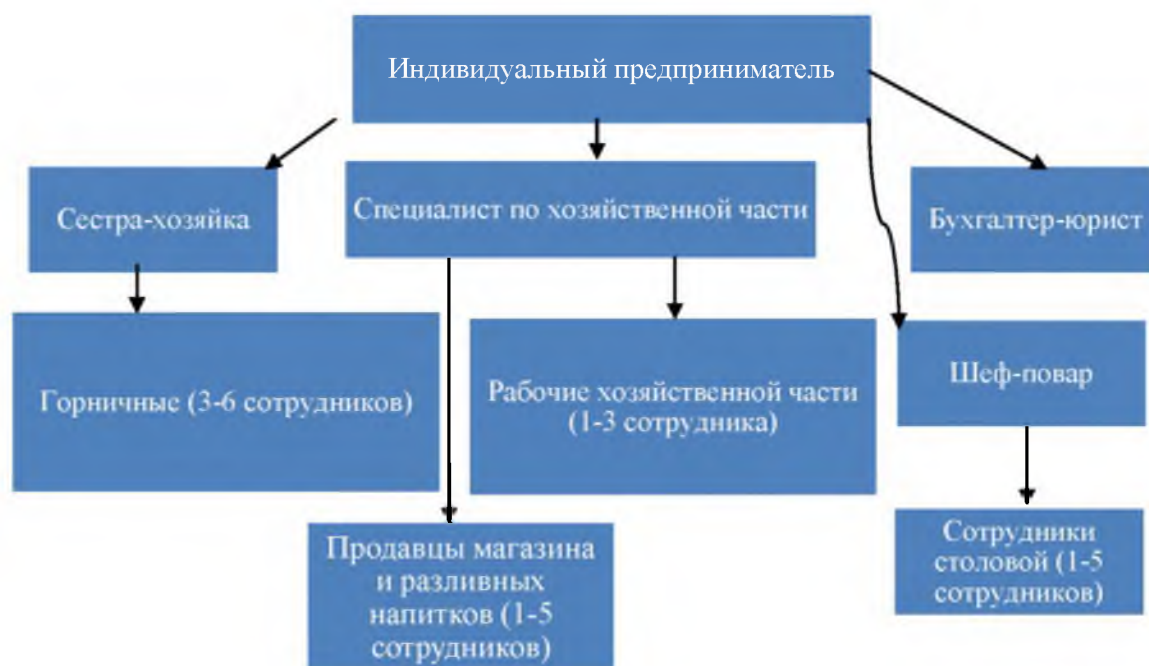 Индивидуальный предприниматель
Сестра-хозяйка
Специалист по хозяйственной части
Бухгалтер-юрист
Горничные (3-6 сотрудников)
Рабочие хозяйственной части
(1-3 сотрудника)
Шеф-повар
Продавцы магазина
и разливных
напитков (1-5
сотрудников)
Сотрудники
столовой (1-5
сотрудников)